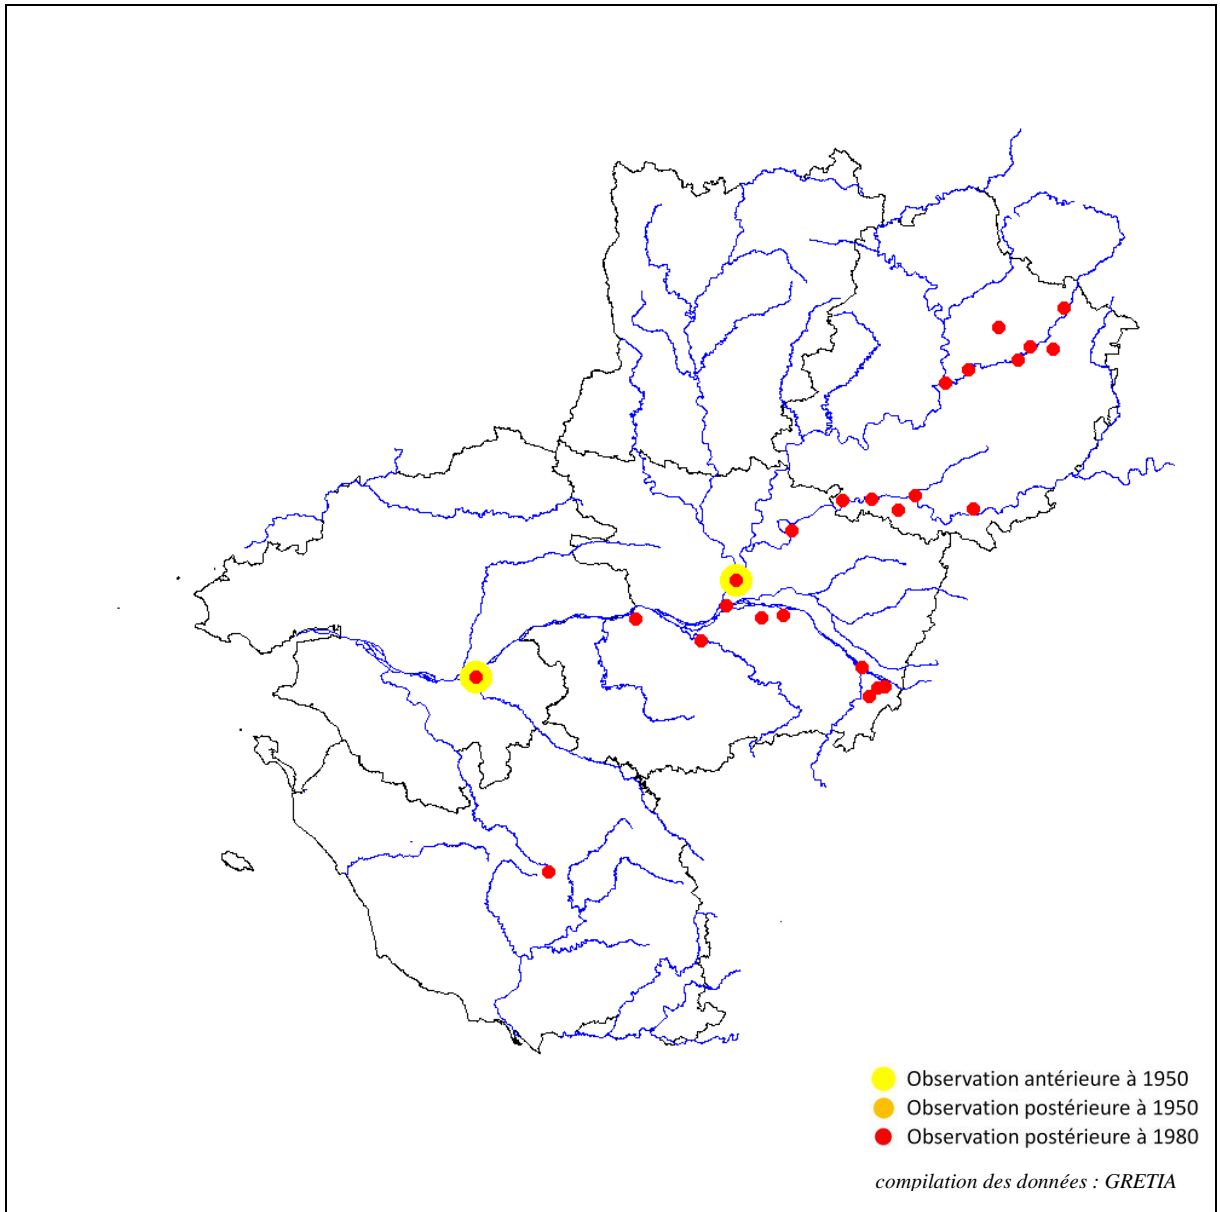 Observation antérieure à 1950
Observation postérieure à 1950
Observation postérieure à 1980
compilation des données : GRETIA